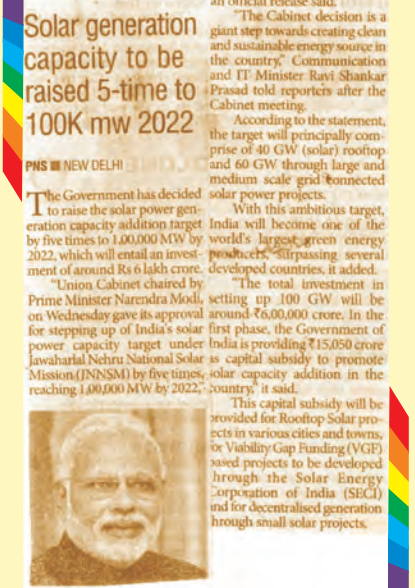 Solar generation
capacity to be
raised 5-time to
100K mw 2022
PNS ■ NEW DELHI
The Government has decided
to raise the solar power gen-
eration capacity addition target
by five times to 1,00,000 MW by
2022, which will entail an invest-
ment of around Rs 6 lakh crore.
"Union Cabinet chaired by
Prime Minister Narendra Modi,
on Wednesday gave its approval
for stepping up of India's solar
power capacity target under
Jawaharlal Nehru National Solar
Mission (JNNSM) by five times,
reaching 1,00,000 MW by 2022,"
an official release said.
"The Cabinet decision is a
giant step towards creating clean
and sustainable energy source in
the country," Communication
and IT Minister Ravi Shankar
Prasad told reporters after the
Cabinet meeting.
According to the statement,
the target will principally com-
prise of 40 GW (solar) rooftop
and 60 GW through large and
medium scale grid connected
solar power projects.
With this ambitious target,
India will become one of the
world's largest green energy
producers, surpassing several
developed countries, it added.
"The total investment in
setting up 100 GW will be
around ₹6,00,000 crore. In the
first phase, the Government of
India is providing ₹15,050 crore
as capital subsidy to promote
solar capacity addition in the
country," it said.
This capital subsidy will be
provided for Rooftop Solar pro-
ects in various cities and towns,
or Viability Gap Funding (VGF)
based projects to be developed
hrough the Solar Energy
Corporation of India (SECI)
nd for decentralised generation
hrough small solar projects.